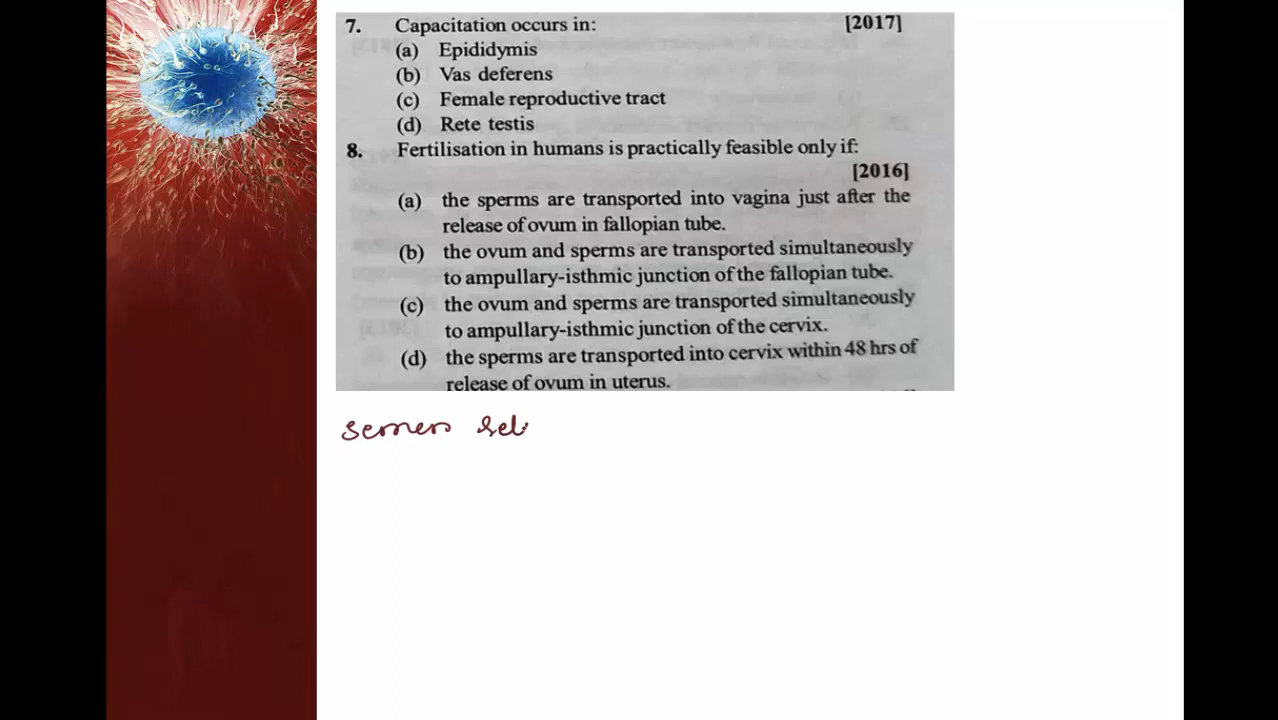 7. Capacitation occurs in: [2017]
(a) Epididymis
(b) Vas deferens
(c) Female reproductive tract
(d) Rete testis
8. Fertilisation in humans is practically feasible only if:
[2016]
(a) the sperms are transported into vagina just after the
release of ovum in fallopian tube.
(b) the ovum and sperms are transported simultaneously
to ampullary-isthmic junction of the fallopian tube.
(c) the ovum and sperms are transported simultaneously
to ampullary-isthmic junction of the cervix.
(d) the sperms are transported into cervix within 48 hrs of
release of ovum in uterus.
semen